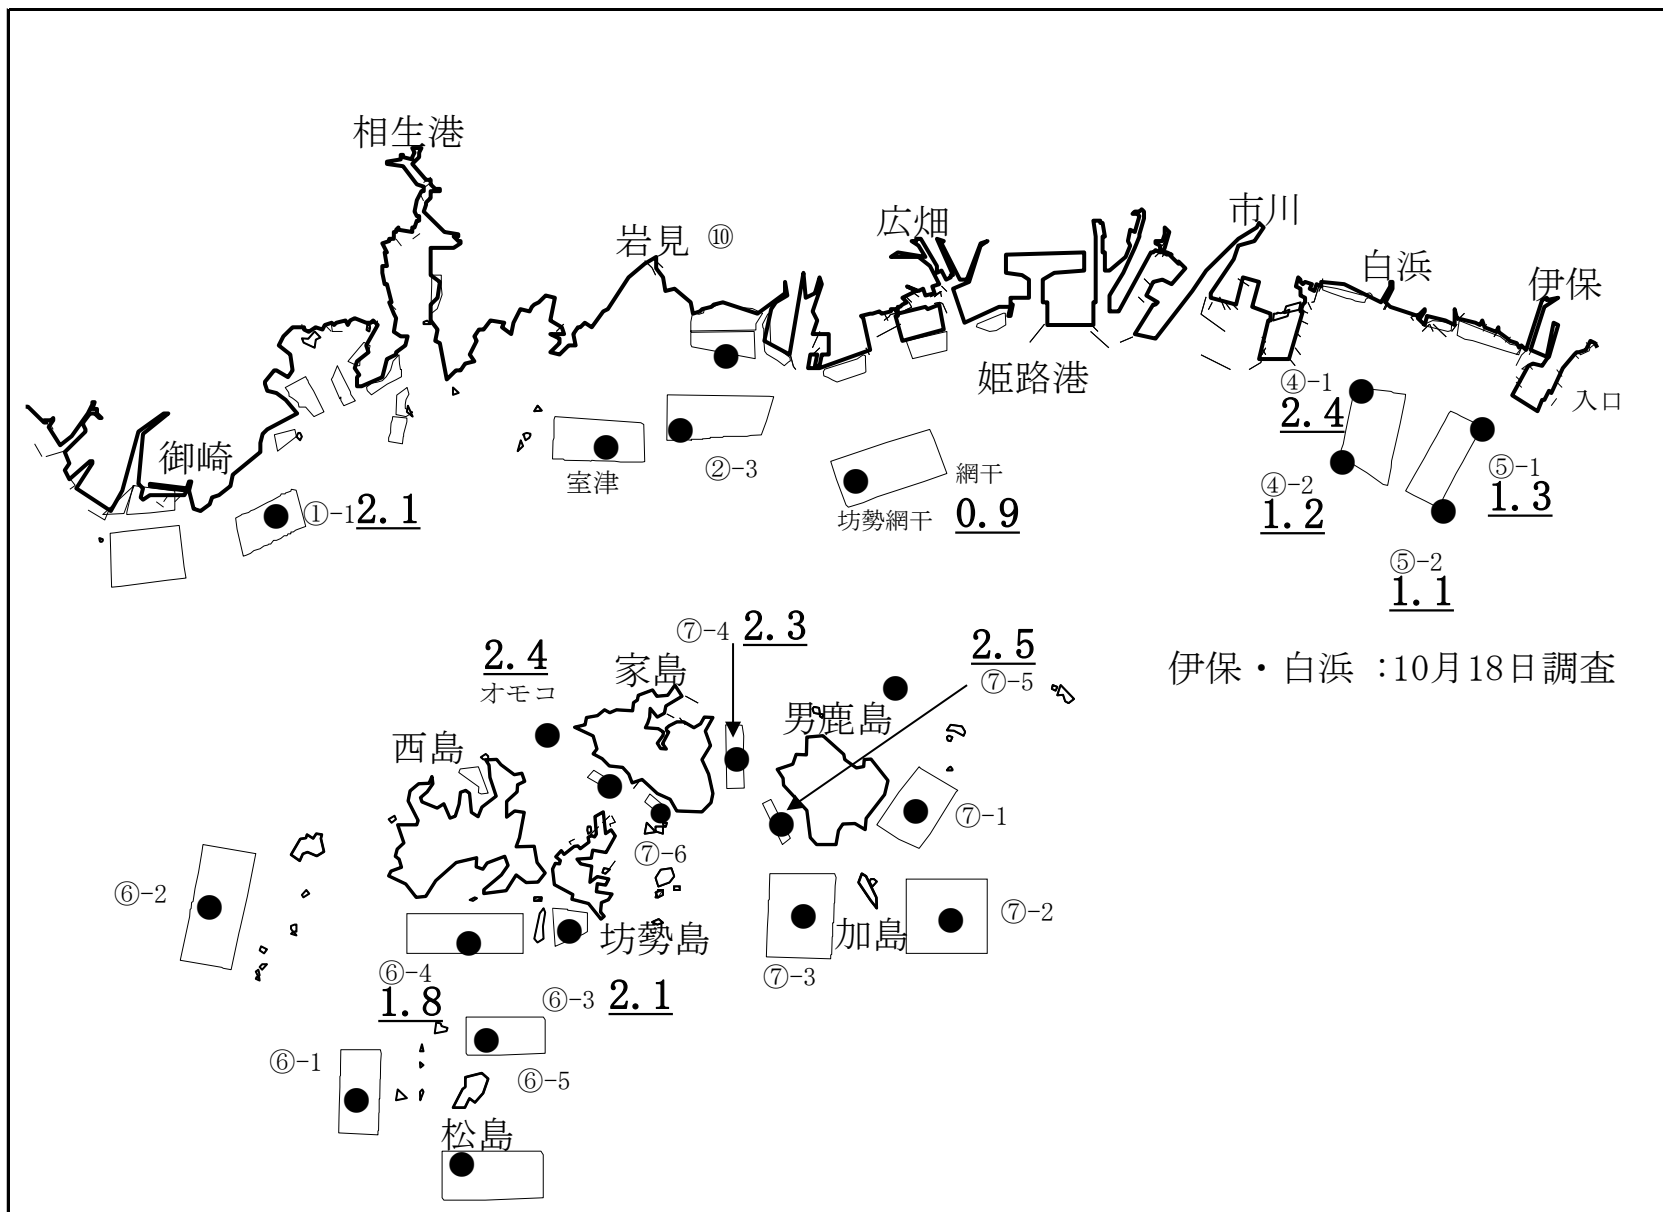 相生港
岩見 ⑩
広畑
市川
白浜
伊保
御崎
姫路港
入口
①-1 2.1
室津
②-3
網干
坊勢網干
0.9
④-1
2.4
④-2
1.2
⑤-1
1.3
⑤-2
1.1
伊保・白浜 :10月18日調査
2.4
オモコ
家島
⑦-4 2.3
2.5
⑦-5
男鹿島
西島
⑦-1
⑦-6
⑥-2
坊勢島
加島
⑦-2
⑦-3
⑥-4
1.8
⑥-3 2.1
⑥-1
⑥-5
松島